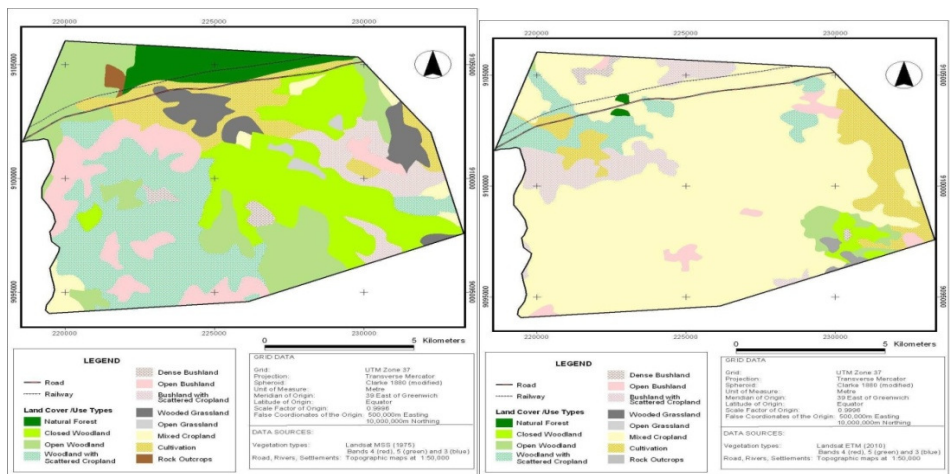 220000 225000 230000
9105000 9105000
9100000 9100000
9095000 9095000
220000 225000 230000
0 5 Kilometers
LEGEND
Road
Railway
Land Cover /Use Types
Natural Forest
Closed Woodland
Open Woodland
Woodland with
Scattered Cropland
Dense Bushland
Open Bushland
Bushland with
Scattered Cropland
Wooded Grassland
Open Grassland
Mixed Cropland
Cultivation
Rock Outcrops
GRID DATA
Grid: UTM Zone 37
Projection: Transverse Mercator
Spheroid: Clarke 1880 (modified)
Unit of Measure: Metre
Meridian of Origin: 39 East of Greenwich
Latitude of Origin: Equator
Scale Factor of Origin: 0.9996
False Coordinates of the Origin: 500,000m Easting
10,000,000m Northing
DATA SOURCES:
Vegetation types: Landsat MSS (1975)
Bands 4 (red), 5 (green) and 3 (blue)
Road, Rivers, Settlements: Topographic maps at 1:50,000
220000 225000 230000
9105000 9105000
9100000 9100000
9095000 9095000
220000 225000 230000
0 5 Kilometers
LEGEND
Road
Railway
Land Cover /Use Types
Natural Forest
Closed Woodland
Open Woodland
Woodland with
Scattered Cropland
Dense Bushland
Open Bushland
Bushland with
Scattered Cropland
Wooded Grassland
Open Grassland
Mixed Cropland
Cultivation
Rock Outcrops
GRID DATA
Grid: UTM Zone 37
Projection: Transverse Mercator
Spheroid: Clarke 1880 (modified)
Unit of Measure: Metre
Meridian of Origin: 39 East of Greenwich
Latitude of Origin: Equator
Scale Factor of Origin: 0.9996
False Coordinates of the Origin: 500,000m Easting
10,000,000m Northing
DATA SOURCES:
Vegetation types: Landsat ETM (2010)
Bands 4 (red), 5 (green) and 3 (blue)
Road, Rivers, Settlements: Topographic maps at 1:50,000